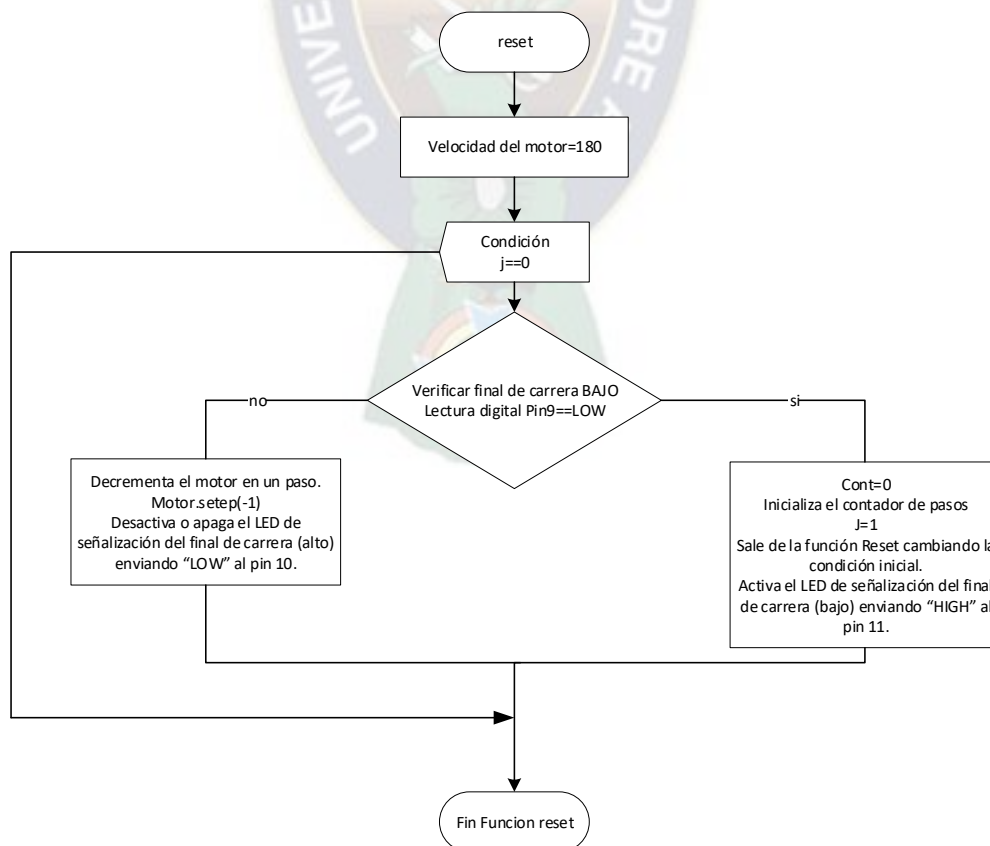 UNIVE
ORE A
reset
Velocidad del motor=180
Condición
j==0
Verificar final de carrera BAJO
Lectura digital Pin9==LOW
no
si
Decrementa el motor en un paso.
Motor.setep(-1)
Desactiva o apaga el LED de
señalización del final de carrera (alto)
enviando “LOW” al pin 10.
Cont=0
Inicializa el contador de pasos
J=1
Sale de la función Reset cambiando la
condición inicial.
Activa el LED de señalización del final
de carrera (bajo) enviando “HIGH” al
pin 11.
Fin Funcion reset